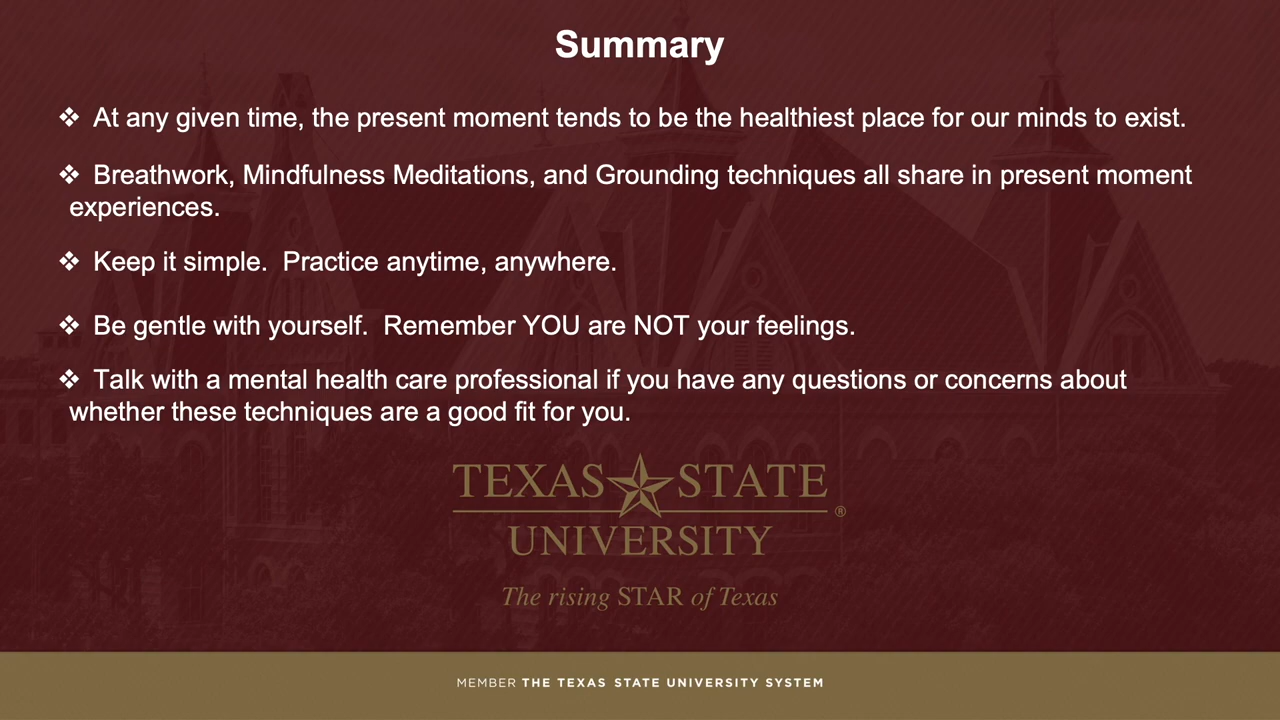 Summary
❖ At any given time, the present moment tends to be the healthiest place for our minds to exist.
❖ Breathwork, Mindfulness Meditations, and Grounding techniques all share in present moment
experiences.
❖ Keep it simple.  Practice anytime, anywhere.
❖ Be gentle with yourself.  Remember YOU are NOT your feelings.
❖ Talk with a mental health care professional if you have any questions or concerns about
whether these techniques are a good fit for you.
TEXAS STATE
®
UNIVERSITY
The rising STAR of Texas
MEMBER THE TEXAS STATE UNIVERSITY SYSTEM